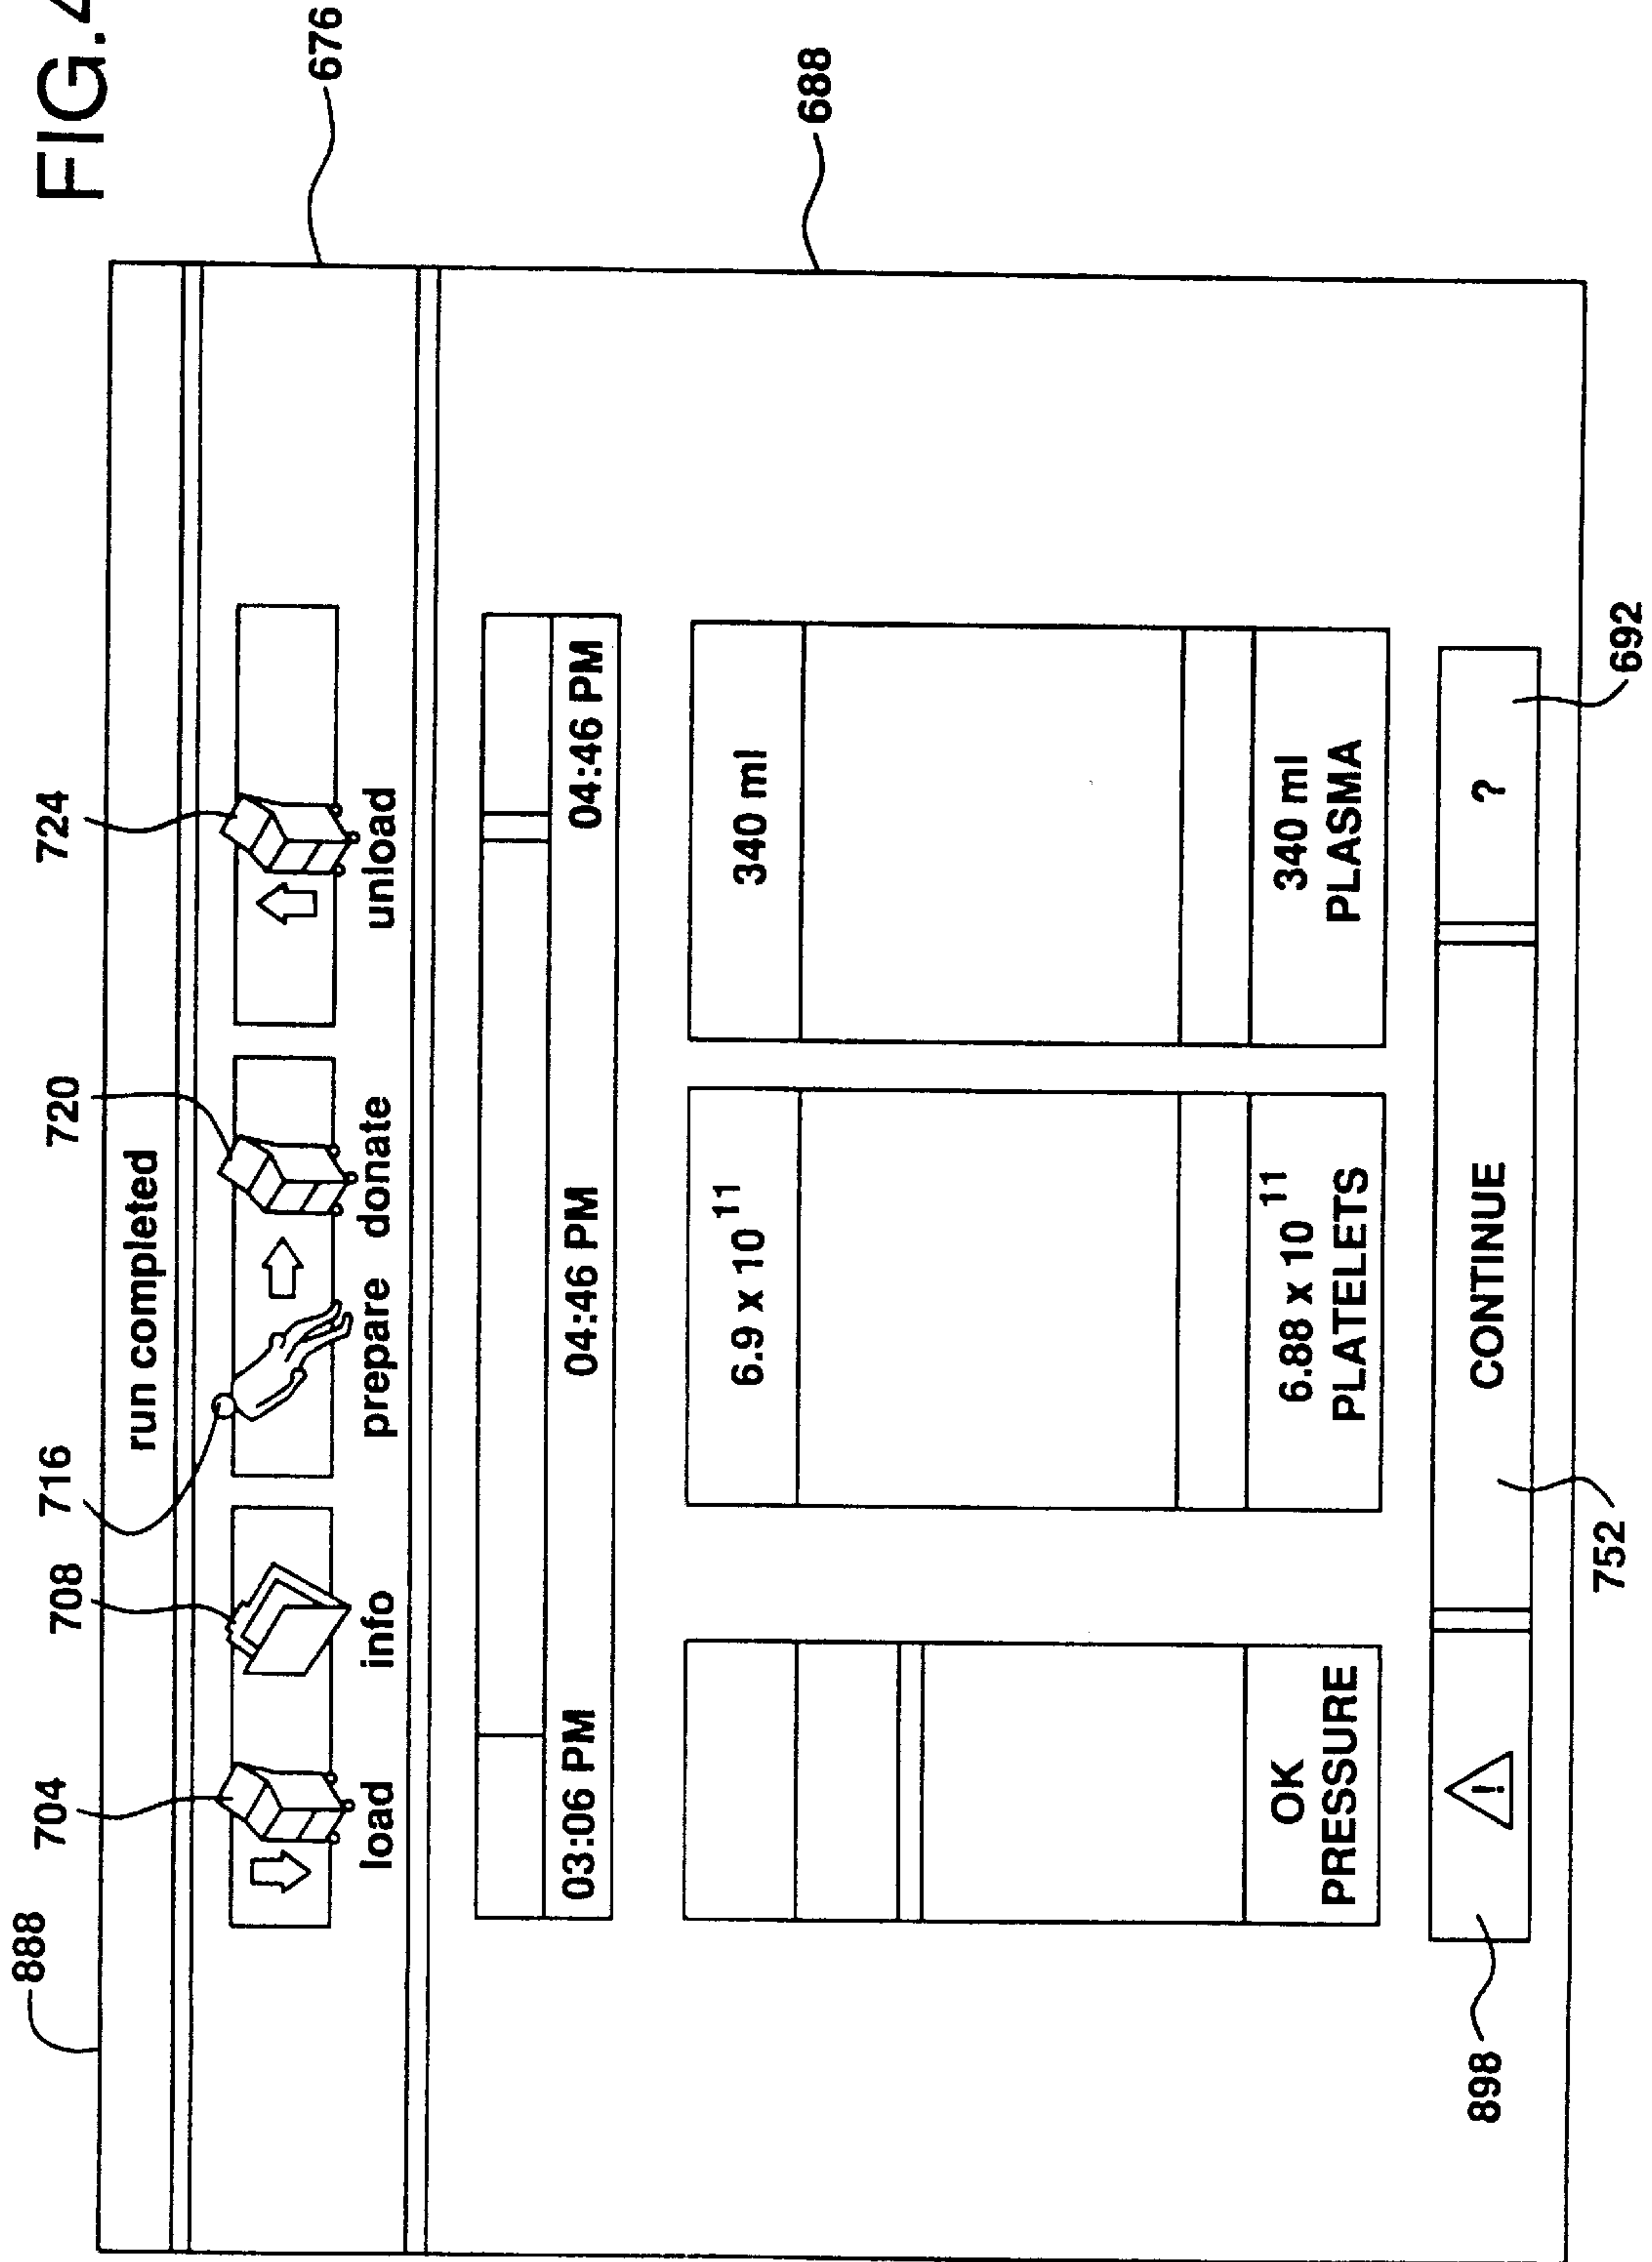 FIG.4
676
688
888
704
708
716
720
724
run completed
load
info
prepare donate
unload
03:06 PM
04:46 PM
04:46 PM
6.9 x 10^11
340 ml
OK
PRESSURE
6.88 x 10^11
PLATELETS
340 ml
PLASMA
!
CONTINUE
?
898
752
692